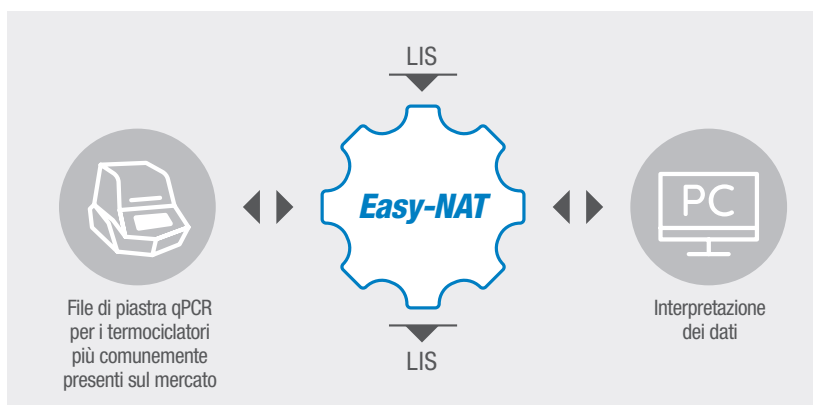 LIS
Easy-NAT
PC
File di piastra qPCR
per i termociclatori
più comunemente
presenti sul mercato
Interpretazione
dei dati
LIS